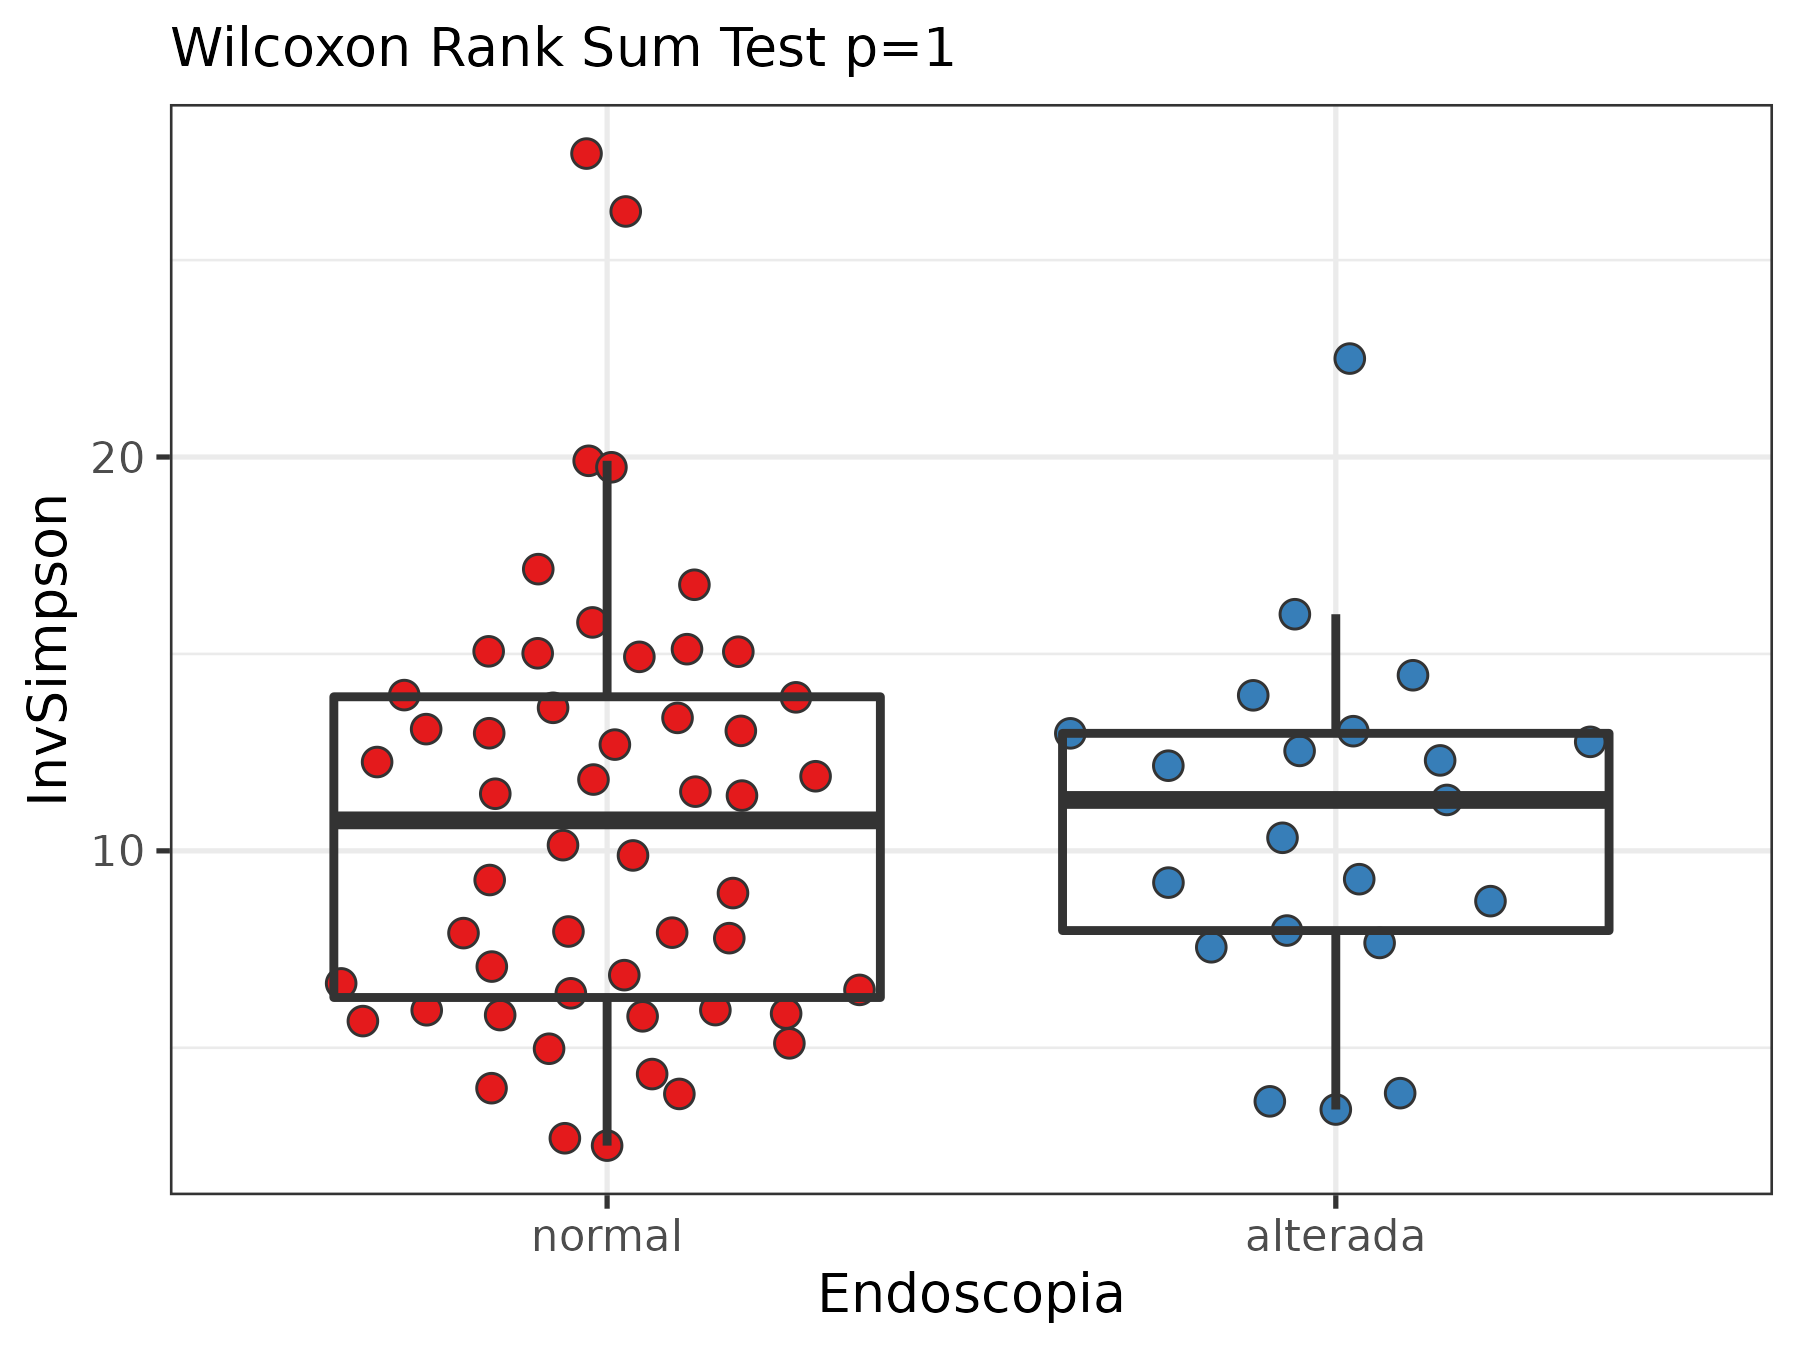 Wilcoxon Rank Sum Test p=1
InvSimpson
20
10
normal
alterada
Endoscopia